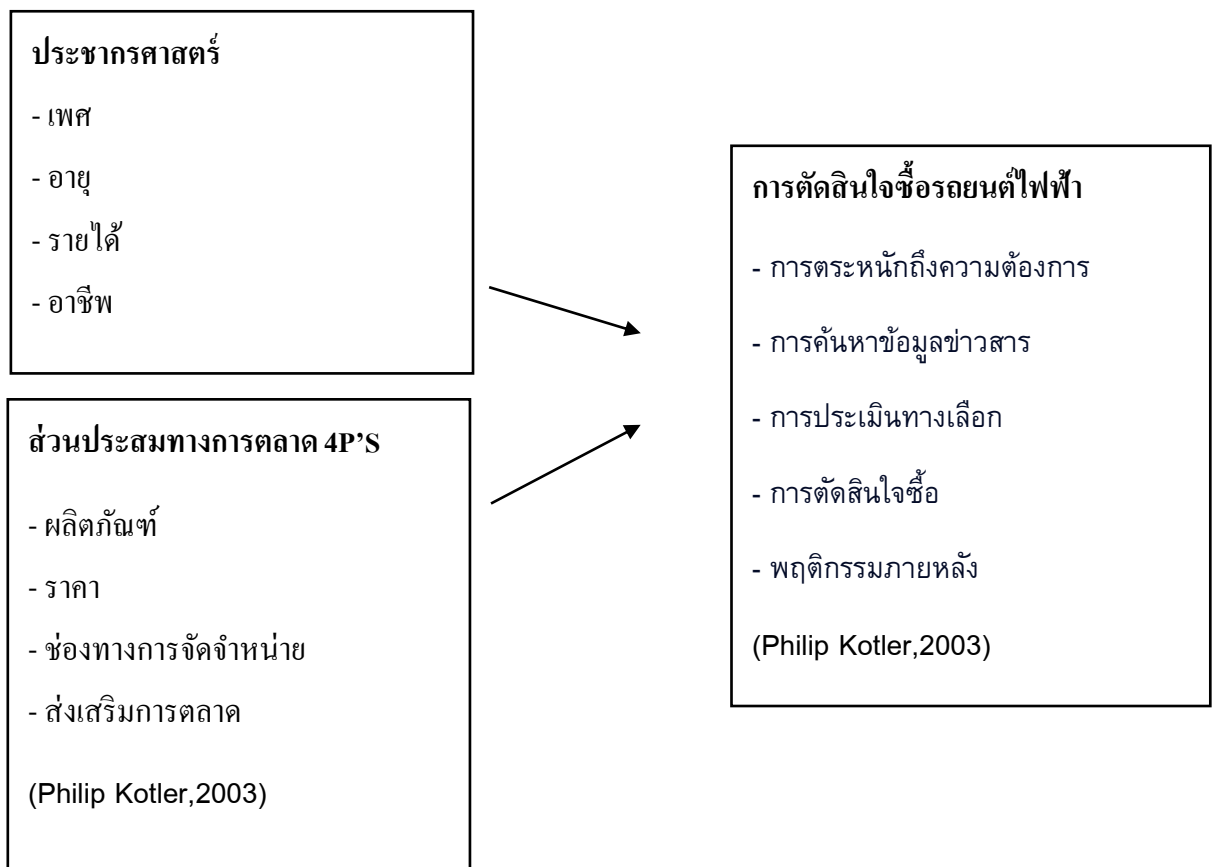 ประชากรศาสตร์
- เพศ
- อายุ
- รายได้
- อาชีพ
ส่วนประสมทางการตลาด 4P’S
- ผลิตภัณฑ์
- ราคา
- ช่องทางการจัดจำหน่าย
- ส่งเสริมการตลาด
(Philip Kotler,2003)
การตัดสินใจซื้อรถยนต์ไฟฟ้า
- การตระหนักถึงความต้องการ
- การค้นหาข้อมูลข่าวสาร
- การประเมินทางเลือก
- การตัดสินใจซื้อ
- พฤติกรรมภายหลัง
(Philip Kotler,2003)